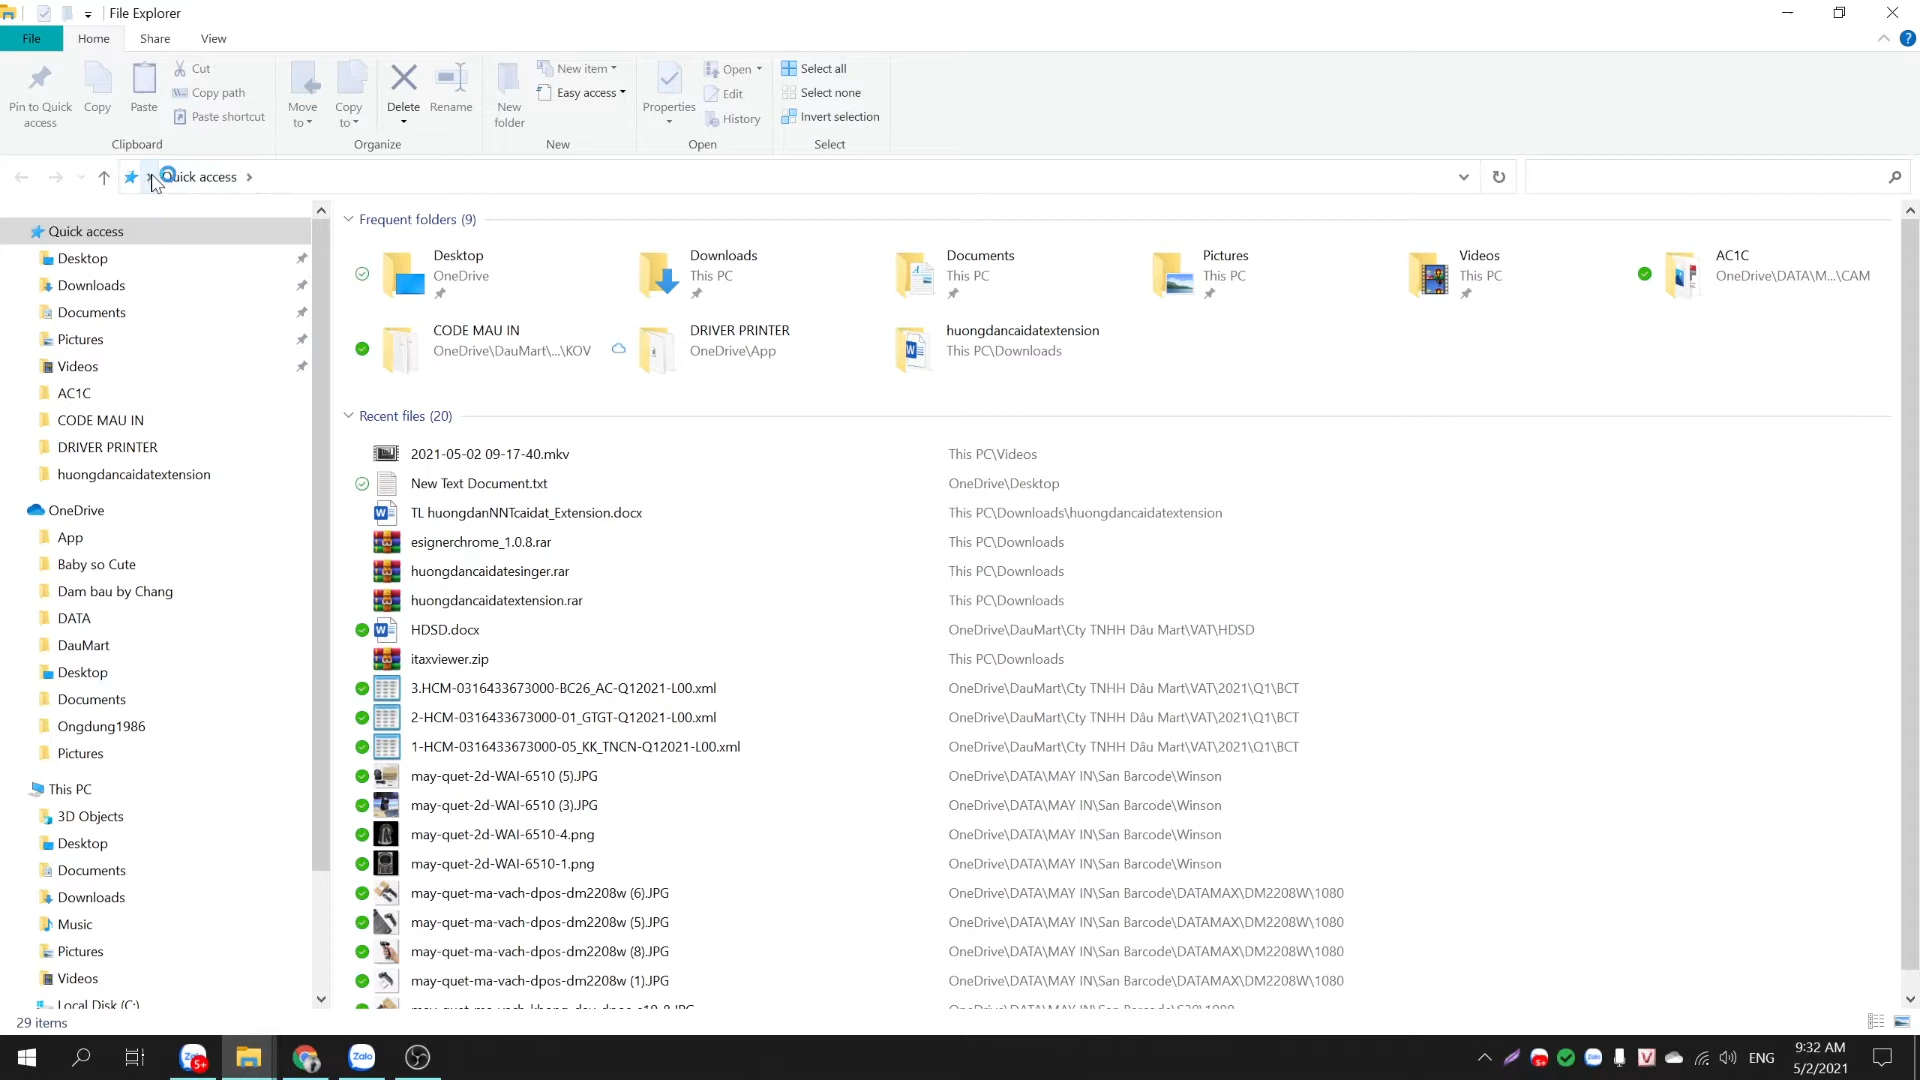 File Explorer
File
Home
Share
View
Pin to Quick
access
Copy
Paste
Cut
Copy path
Paste shortcut
Clipboard
Move
to
Copy
to
Delete
Rename
Organize
New
folder
New item
Easy access
New
Properties
Open
Edit
History
Open
Select all
Select none
Invert selection
Select
Quick access
Quick access
Desktop
Downloads
Documents
Pictures
Videos
AC1C
CODE MAU IN
DRIVER PRINTER
huongdancaidatextension
OneDrive
App
Baby so Cute
Dam bau by Chang
DATA
DauMart
Desktop
Documents
Ongdung1986
Pictures
This PC
3D Objects
Desktop
Documents
Downloads
Music
Pictures
Videos
Local Disk (C:)
Frequent folders (9)
Desktop
OneDrive
Downloads
This PC
Documents
This PC
Pictures
This PC
Videos
This PC
AC1C
OneDrive\DATA\M...\CAM
CODE MAU IN
OneDrive\DauMart\...\KOV
DRIVER PRINTER
OneDrive\App
huongdancaidatextension
This PC\Downloads
Recent files (20)
2021-05-02 09-17-40.mkv This PC\Videos
New Text Document.txt OneDrive\Desktop
TL huongdanNNTcaidat_Extension.docx This PC\Downloads\huongdancaidatextension
esignerchrome_1.0.8.rar This PC\Downloads
huongdancaidatesinger.rar This PC\Downloads
huongdancaidatextension.rar This PC\Downloads
HDSD.docx OneDrive\DauMart\Cty TNHH Dâu Mart\VAT\HDSD
itaxviewer.zip This PC\Downloads
3.HCM-0316433673000-BC26_AC-Q12021-L00.xml OneDrive\DauMart\Cty TNHH Dâu Mart\VAT\2021\Q1\BCT
2-HCM-0316433673000-01_GTGT-Q12021-L00.xml OneDrive\DauMart\Cty TNHH Dâu Mart\VAT\2021\Q1\BCT
1-HCM-0316433673000-05_KK_TNCN-Q12021-L00.xml OneDrive\DauMart\Cty TNHH Dâu Mart\VAT\2021\Q1\BCT
may-quet-2d-WAI-6510 (5).JPG OneDrive\DATA\MAY IN\San Barcode\Winson
may-quet-2d-WAI-6510 (3).JPG OneDrive\DATA\MAY IN\San Barcode\Winson
may-quet-2d-WAI-6510-4.png OneDrive\DATA\MAY IN\San Barcode\Winson
may-quet-2d-WAI-6510-1.png OneDrive\DATA\MAY IN\San Barcode\Winson
may-quet-ma-vach-dpos-dm2208w (6).JPG OneDrive\DATA\MAY IN\San Barcode\DATAMAX\DM2208W\1080
may-quet-ma-vach-dpos-dm2208w (5).JPG OneDrive\DATA\MAY IN\San Barcode\DATAMAX\DM2208W\1080
may-quet-ma-vach-dpos-dm2208w (8).JPG OneDrive\DATA\MAY IN\San Barcode\DATAMAX\DM2208W\1080
may-quet-ma-vach-dpos-dm2208w (1).JPG OneDrive\DATA\MAY IN\San Barcode\DATAMAX\DM2208W\1080
29 items
Zalo
5+
Zalo
ENG
9:32 AM
5/2/2021